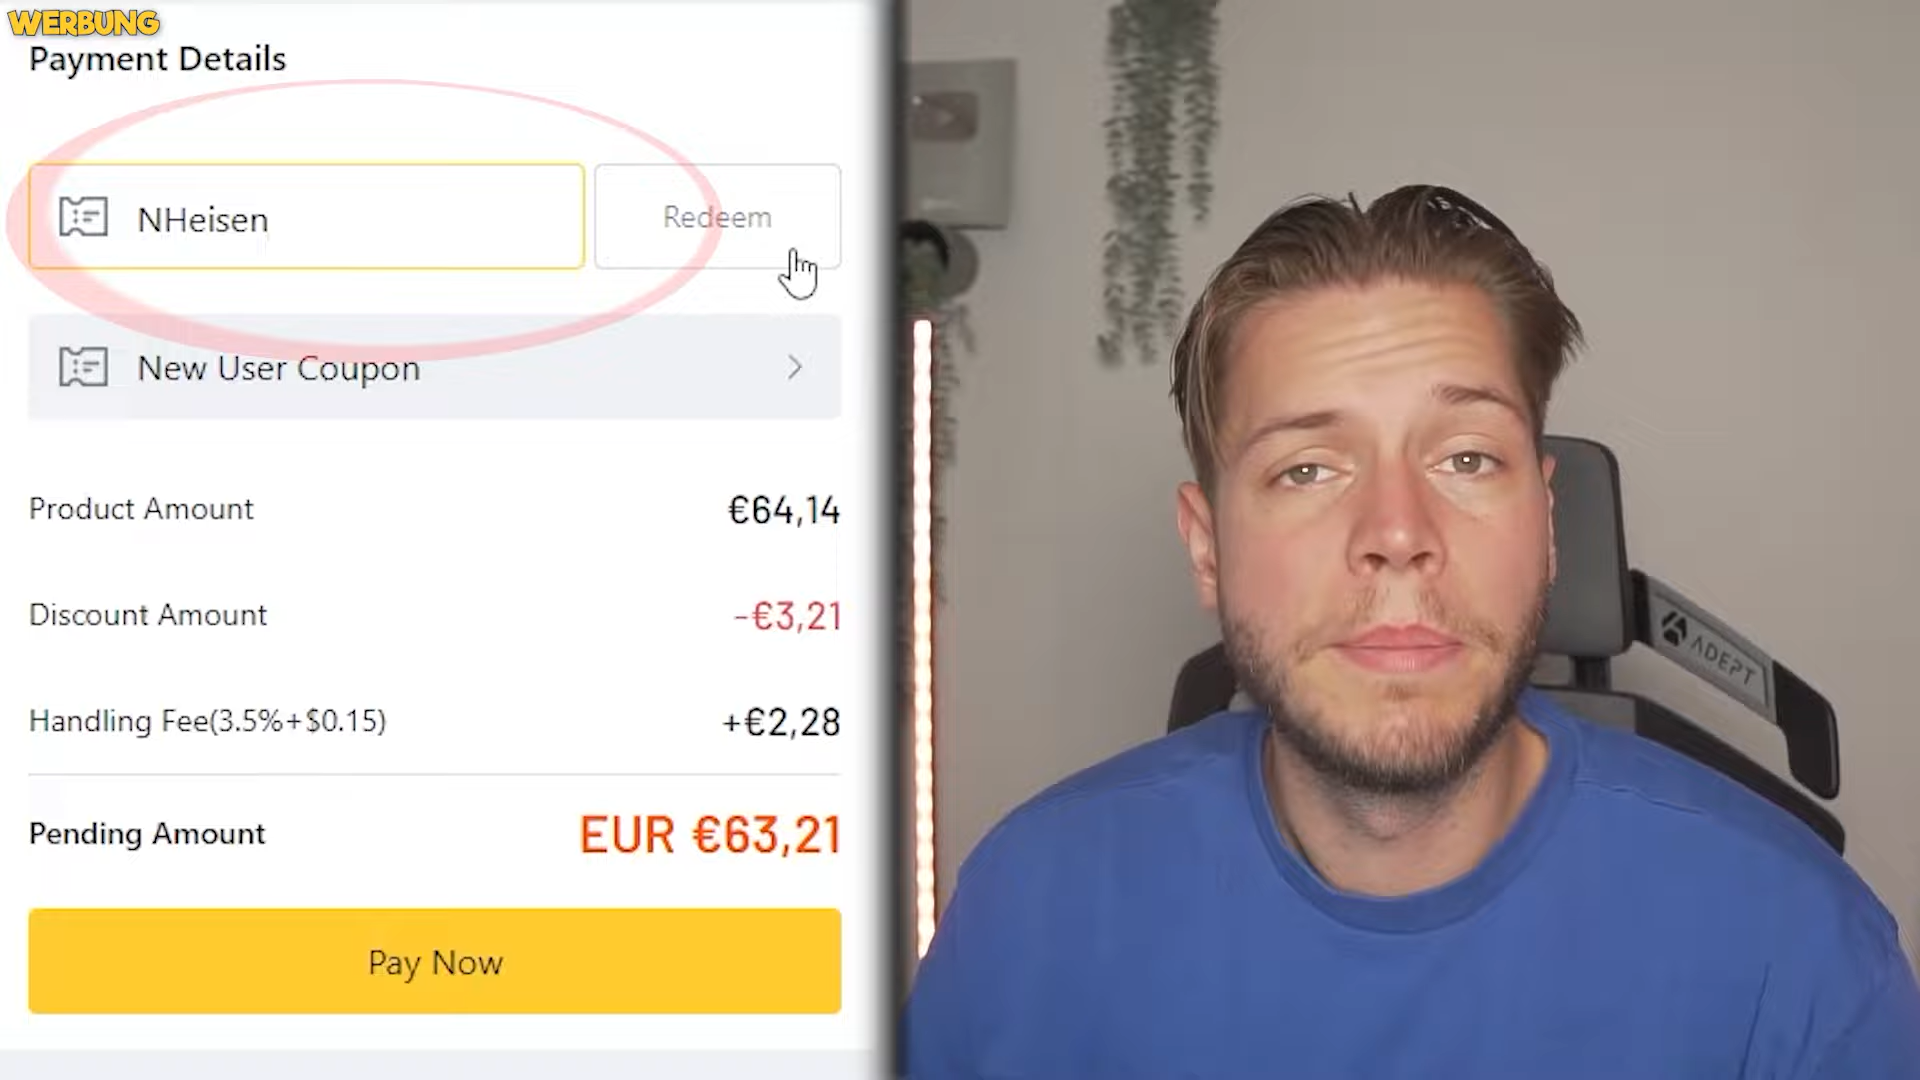 WERBUNG
Payment Details
NHeisen
Redeem
New User Coupon
Product Amount €64,14
Discount Amount -€3,21
Handling Fee(3.5%+$0.15) +€2,28
Pending Amount EUR €63,21
Pay Now
ADEPT